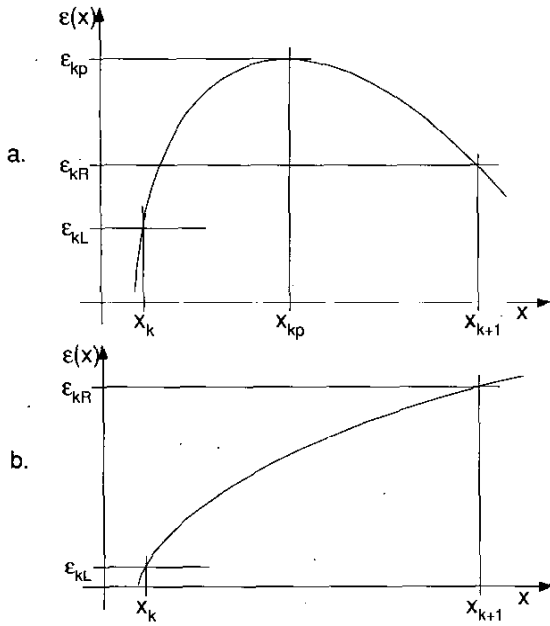 ε(x)
ε_kp
a.
ε_kR
ε_kL
x_k
x_kp
x_k+1
x
ε(x)
ε_kR
b.
ε_kL
x_k
x_k+1
x